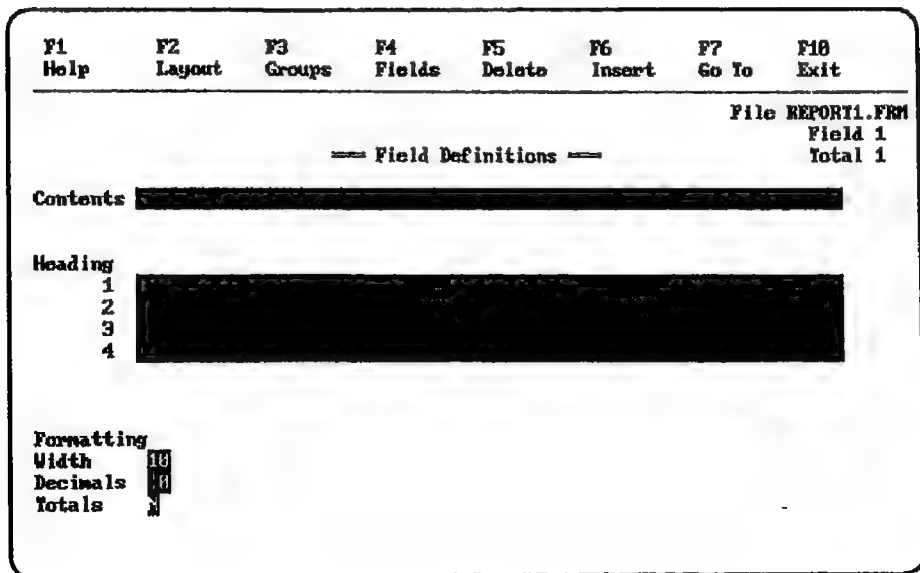 F1 F2 F3 F4 F5 F6 F7 F10
Help Layout Groups Fields Delete Insert Go To Exit
File REPORT1.FRM
Field 1
=== Field Definitions ===
Total 1
Contents
Heading
1
2
3
4
Formatting
Width 10
Decimals 0
Totals